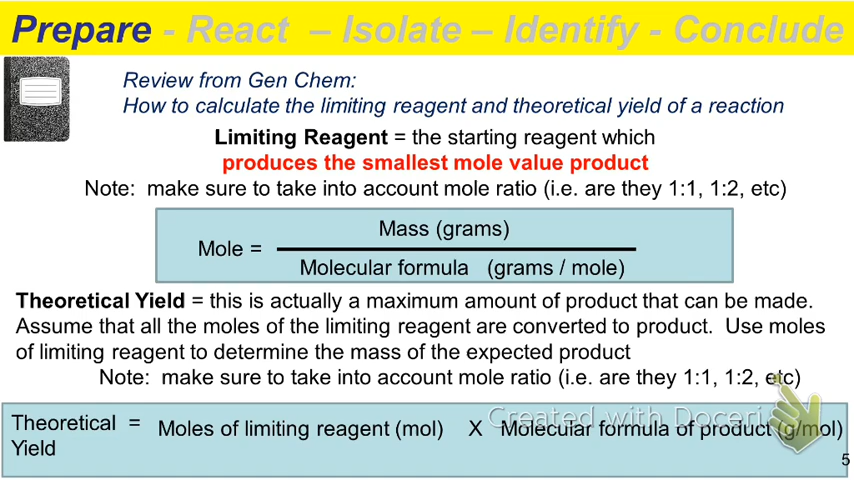 Prepare - React – Isolate – Identify - Conclude
Review from Gen Chem:
How to calculate the limiting reagent and theoretical yield of a reaction
Limiting Reagent = the starting reagent which
produces the smallest mole value product
Note: make sure to take into account mole ratio (i.e. are they 1:1, 1:2, etc)
Mass (grams)
Mole =
Molecular formula (grams / mole)
Theoretical Yield = this is actually a maximum amount of product that can be made.
Assume that all the moles of the limiting reagent are converted to product. Use moles
of limiting reagent to determine the mass of the expected product
Note: make sure to take into account mole ratio (i.e. are they 1:1, 1:2, etc)
Created with Doceri
Theoretical = Moles of limiting reagent (mol) X Molecular formula of product (g/mol)
Yield
5